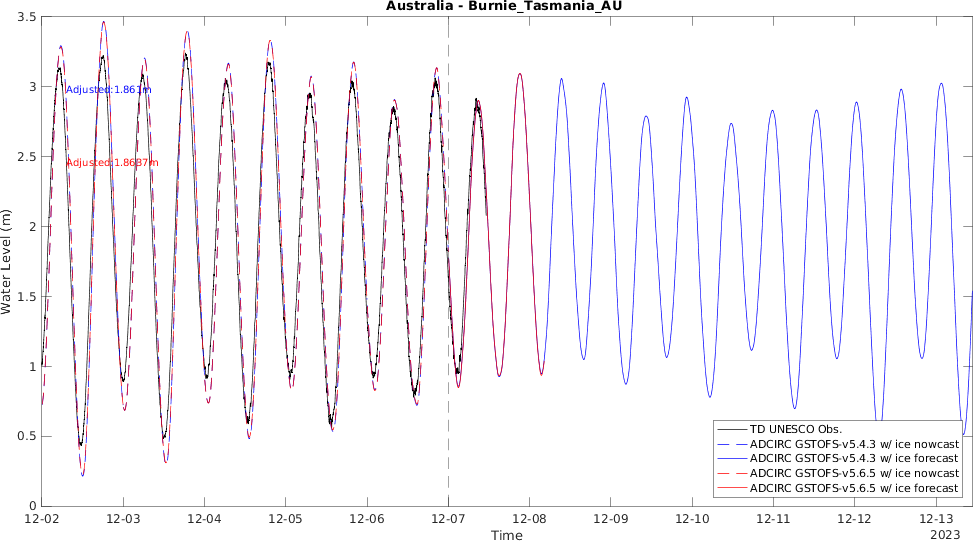 Australia - Burnie_Tasmania_AU
3.5
3
2.5
2
1.5
1
0.5
0
Water Level (m)
Adjusted:1.861m
Adjusted:1.8687m
TD UNESCO Obs.
ADCIRC GSTOFS-v5.4.3 w/ ice nowcast
ADCIRC GSTOFS-v5.4.3 w/ ice forecast
ADCIRC GSTOFS-v5.6.5 w/ ice nowcast
ADCIRC GSTOFS-v5.6.5 w/ ice forecast
12-02 12-03 12-04 12-05 12-06 12-07 12-08 12-09 12-10 12-11 12-12 12-13
Time
2023